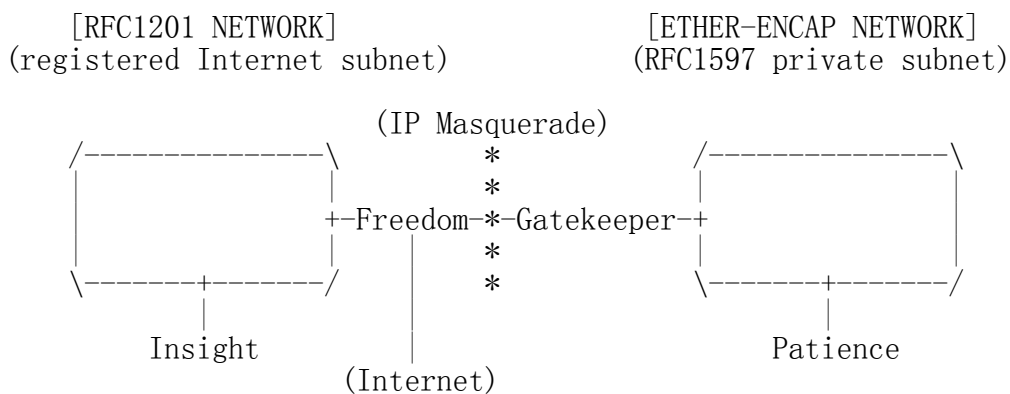 [RFC1201 NETWORK] [ETHER-ENCAP NETWORK]
(registered Internet subnet) (RFC1597 private subnet)
(IP Masquerade)
/---------------\ * /---------------\
| | * | |
| +-Freedom-*-Gatekeeper-+ |
| | | * | |
\-------+-------/ | * \-------+-------/
| | |
Insight | Patience
(Internet)